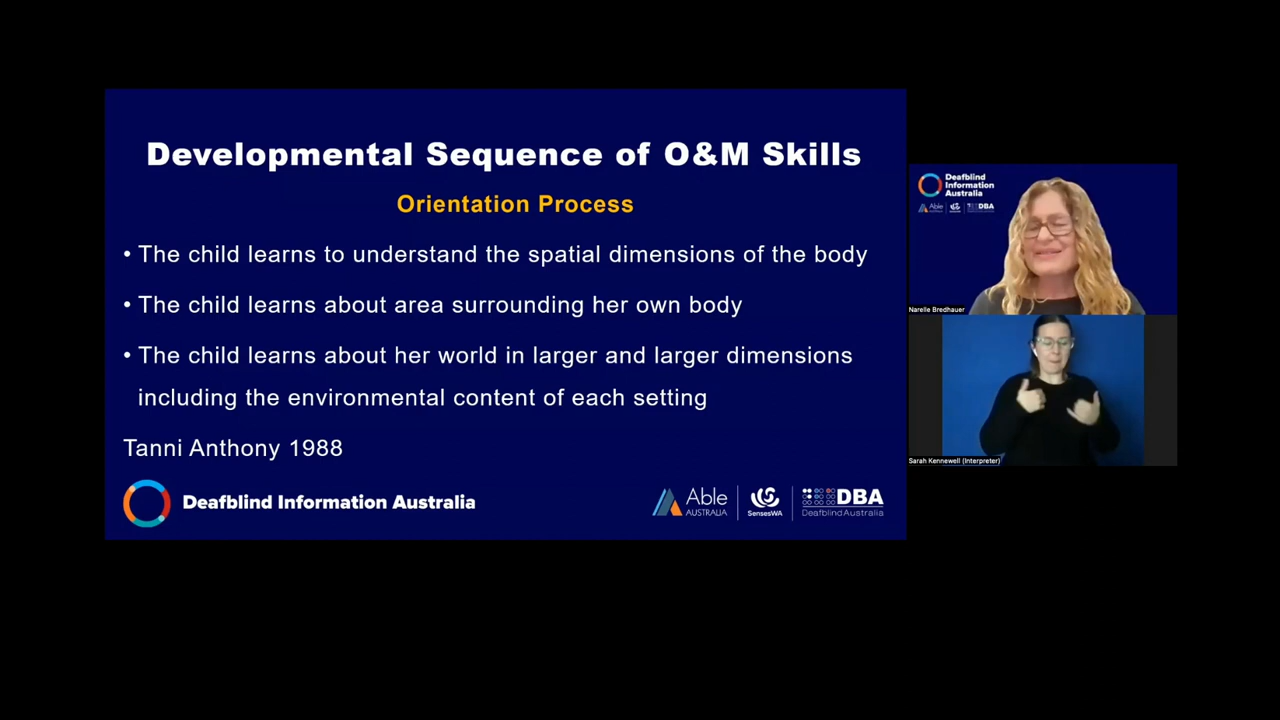 Developmental Sequence of O&M Skills
Orientation Process
• The child learns to understand the spatial dimensions of the body
• The child learns about area surrounding her own body
• The child learns about her world in larger and larger dimensions
including the environmental content of each setting
Tanni Anthony 1988
Deafblind Information Australia
Able
AUSTRALIA
SensesWA
DBA
DeafblindAustralia
Deafblind
Information
Australia
Able
DBA
Narelle Bredhauer
Sarah Kennewell (Interpreter)